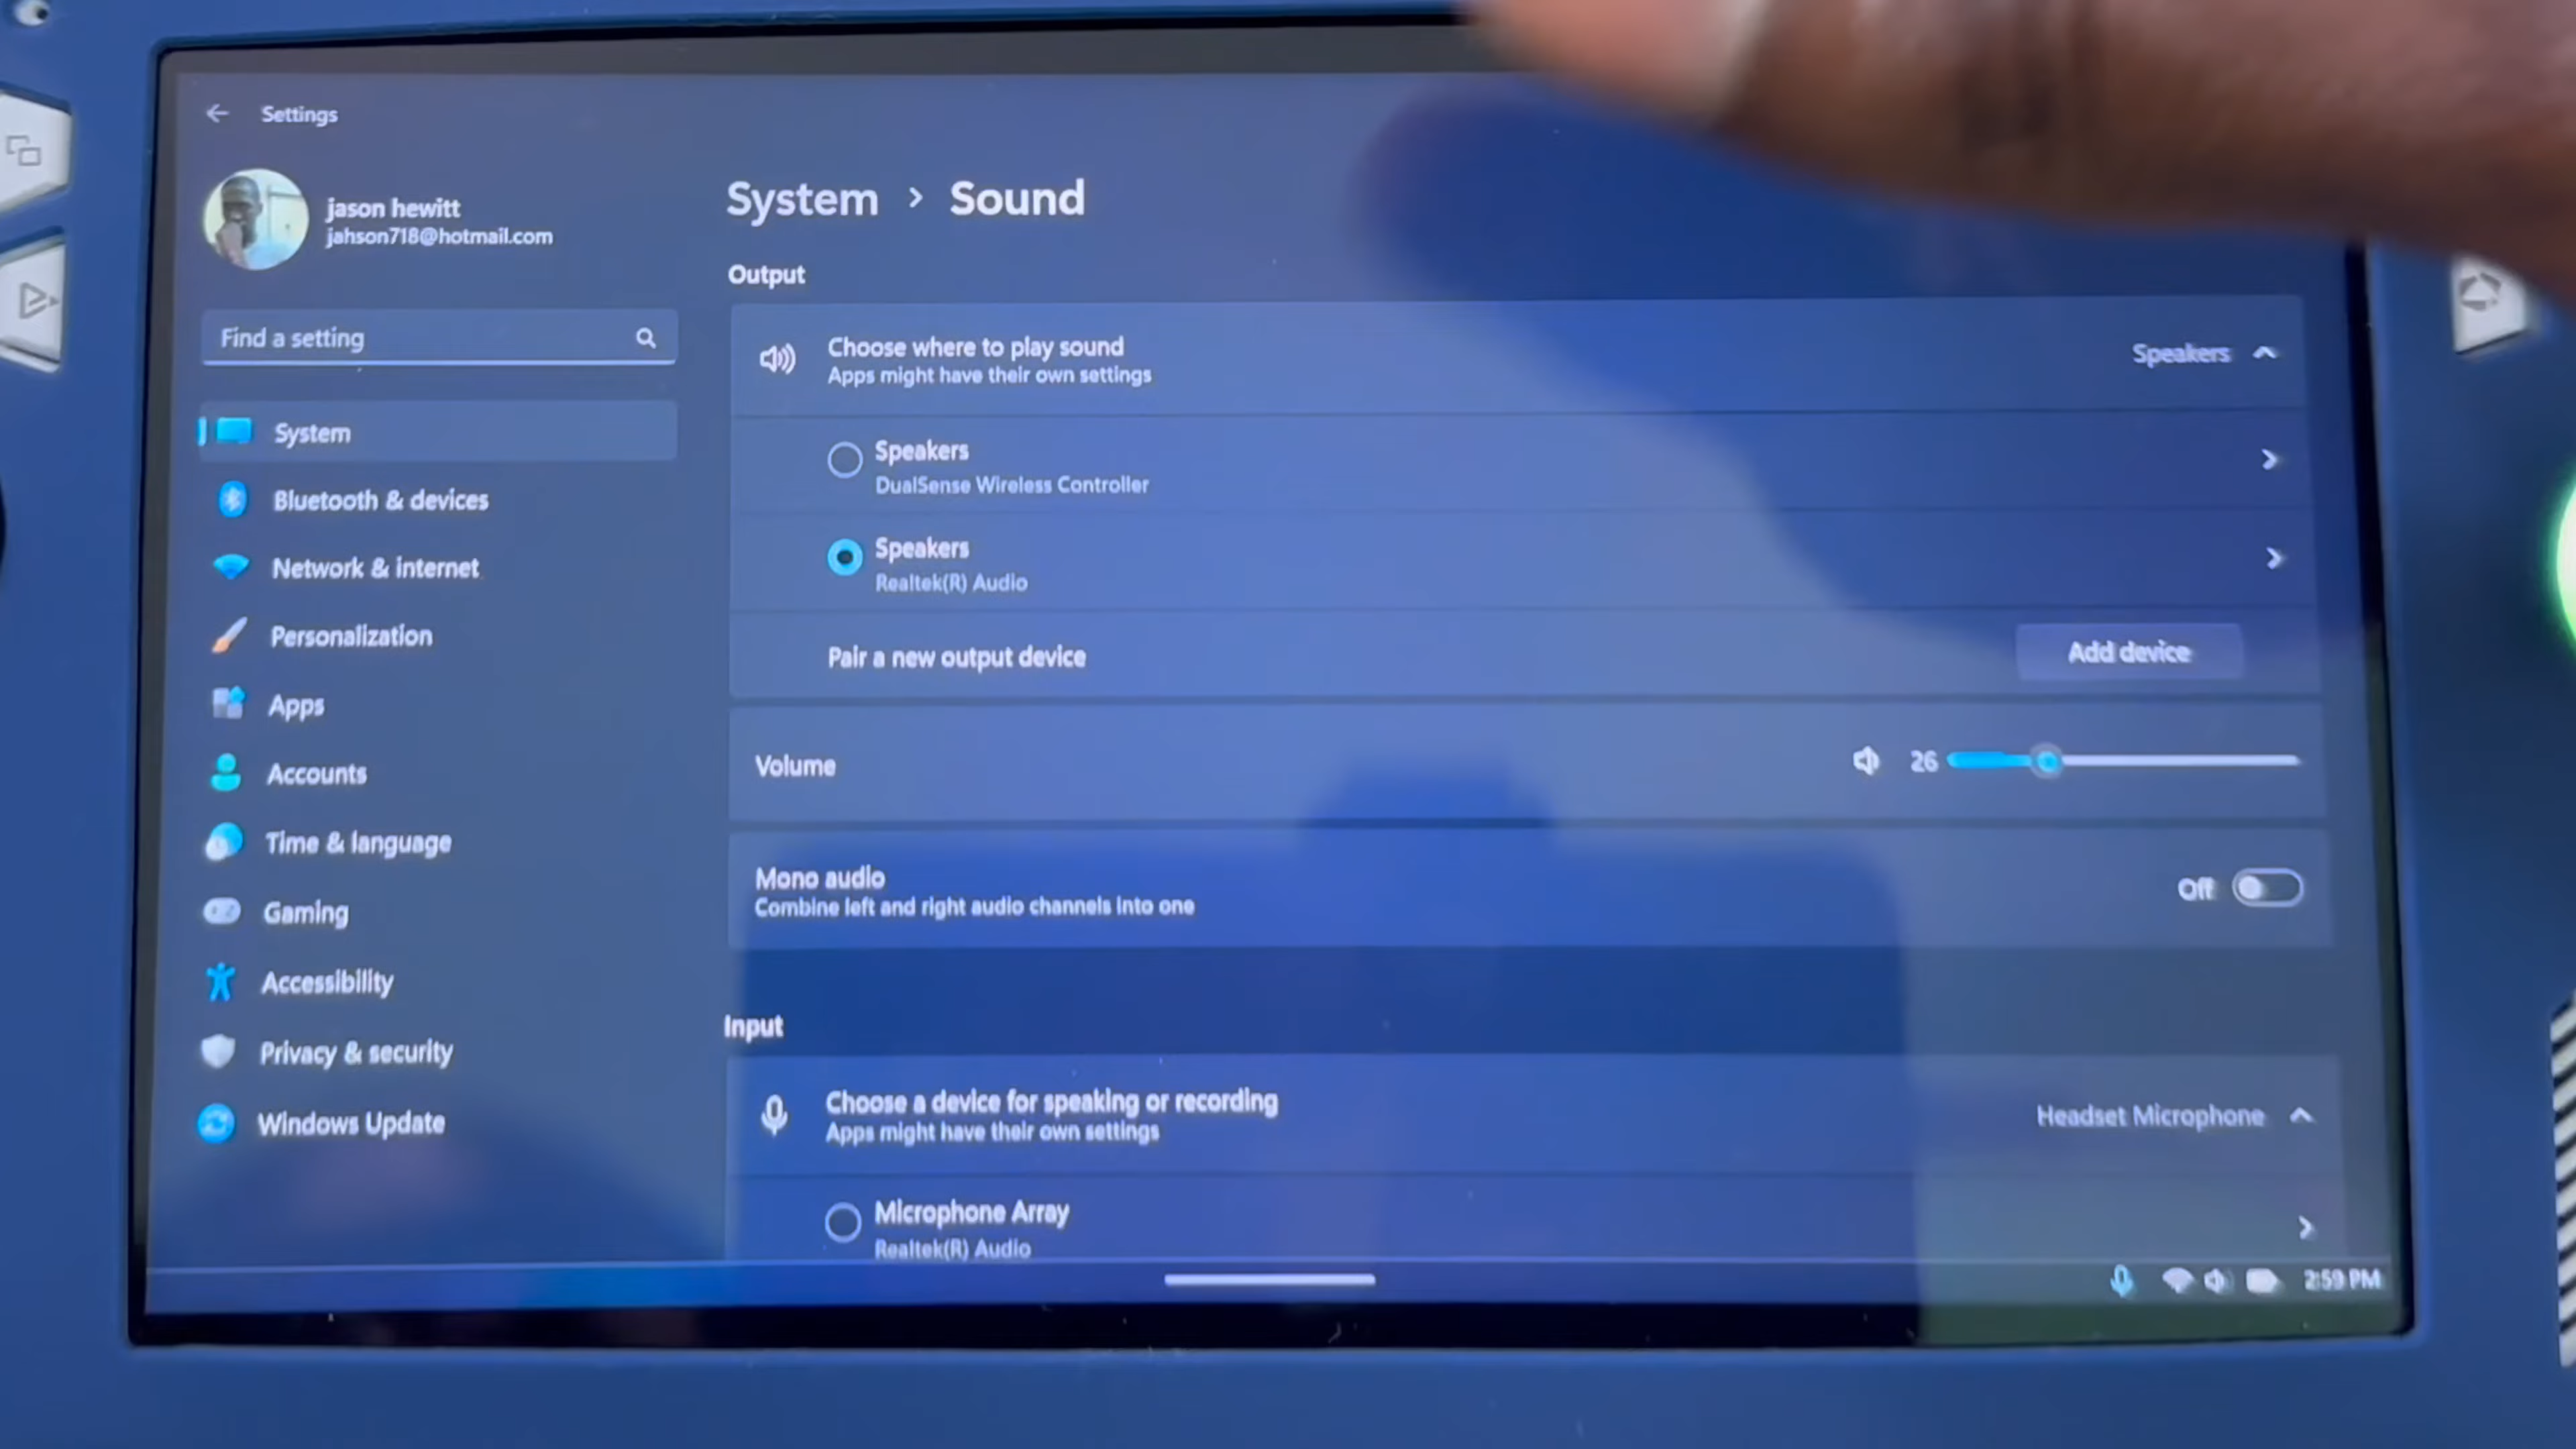 Settings
jason hewitt
jahson718@hotmail.com
Find a setting
System
Bluetooth & devices
Network & internet
Personalization
Apps
Accounts
Time & language
Gaming
Accessibility
Privacy & security
Windows Update
System > Sound
Output
Choose where to play sound
Apps might have their own settings
Speakers
Speakers
DualSense Wireless Controller
Speakers
Realtek(R) Audio
Pair a new output device
Add device
Volume
26
Mono audio
Combine left and right audio channels into one
Off
Input
Choose a device for speaking or recording
Apps might have their own settings
Headset Microphone
Microphone Array
Realtek(R) Audio
2:59 PM